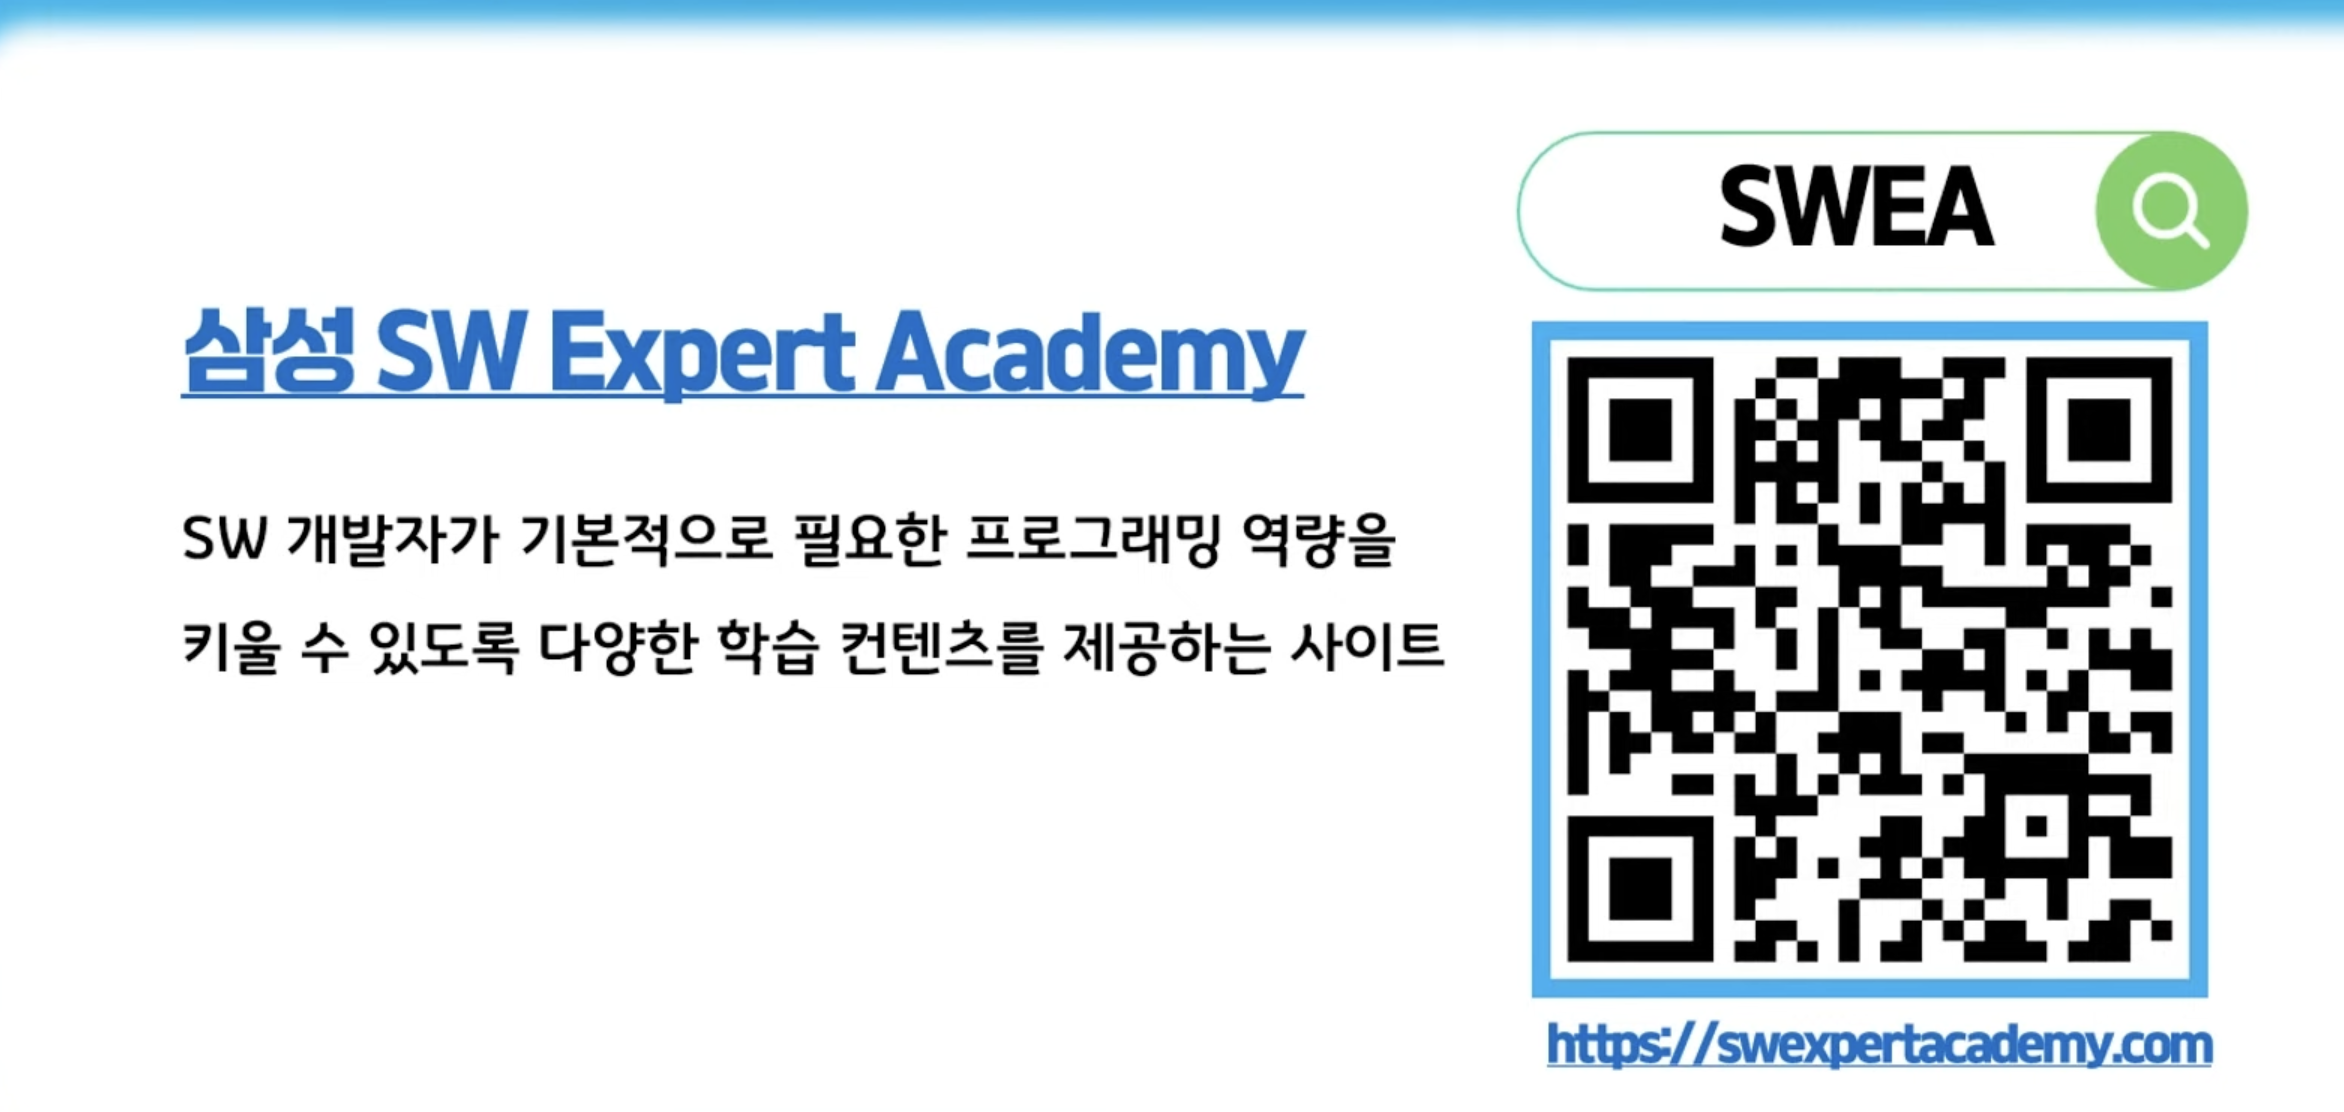 SWEA
삼성 SW Expert Academy
SW 개발자가 기본적으로 필요한 프로그래밍 역량을
키울 수 있도록 다양한 학습 컨텐츠를 제공하는 사이트
https://swexpertacademy.com